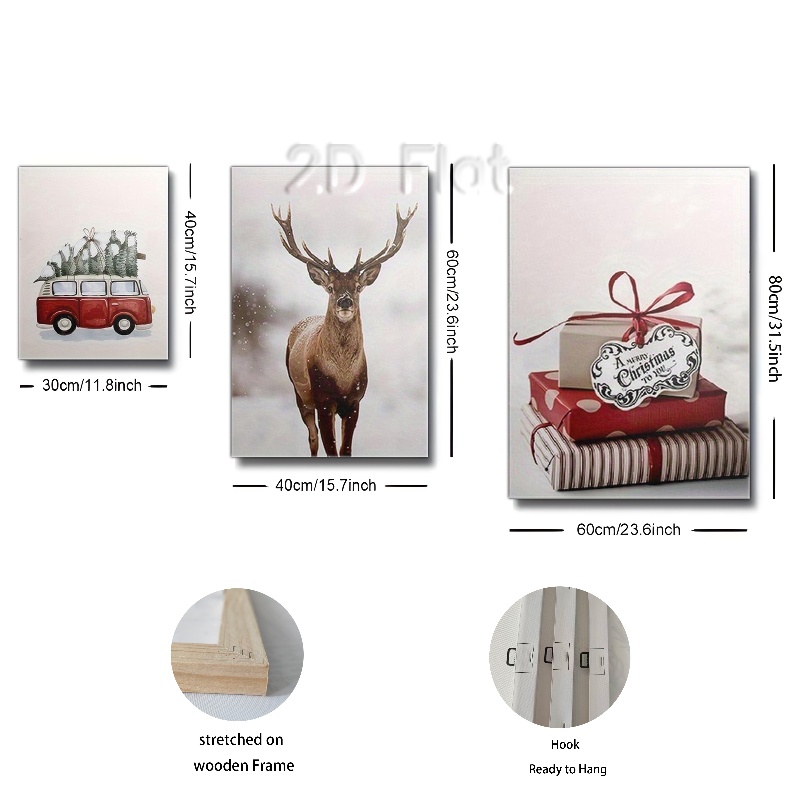 2D Flat
40cm/15.7inch
60cm/23.6inch
80cm/31.5inch
A MERRY
Christmas
TO YOU
30cm/11.8inch
40cm/15.7inch
60cm/23.6inch
stretched on
wooden Frame
Hook
Ready to Hang